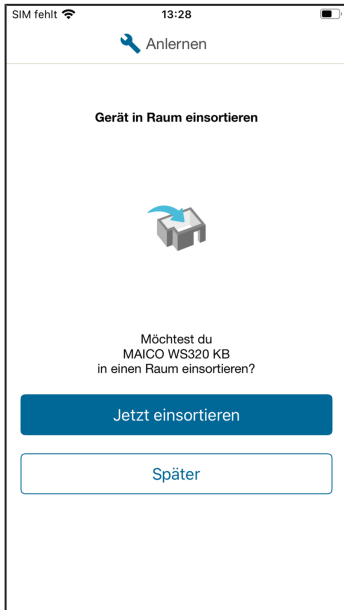 SIM fehlt 13:28
Anlernen
Gerät in Raum einsortieren
Möchtest du
MAICO WS320 KB
in einen Raum einsortieren?
Jetzt einsortieren
Später